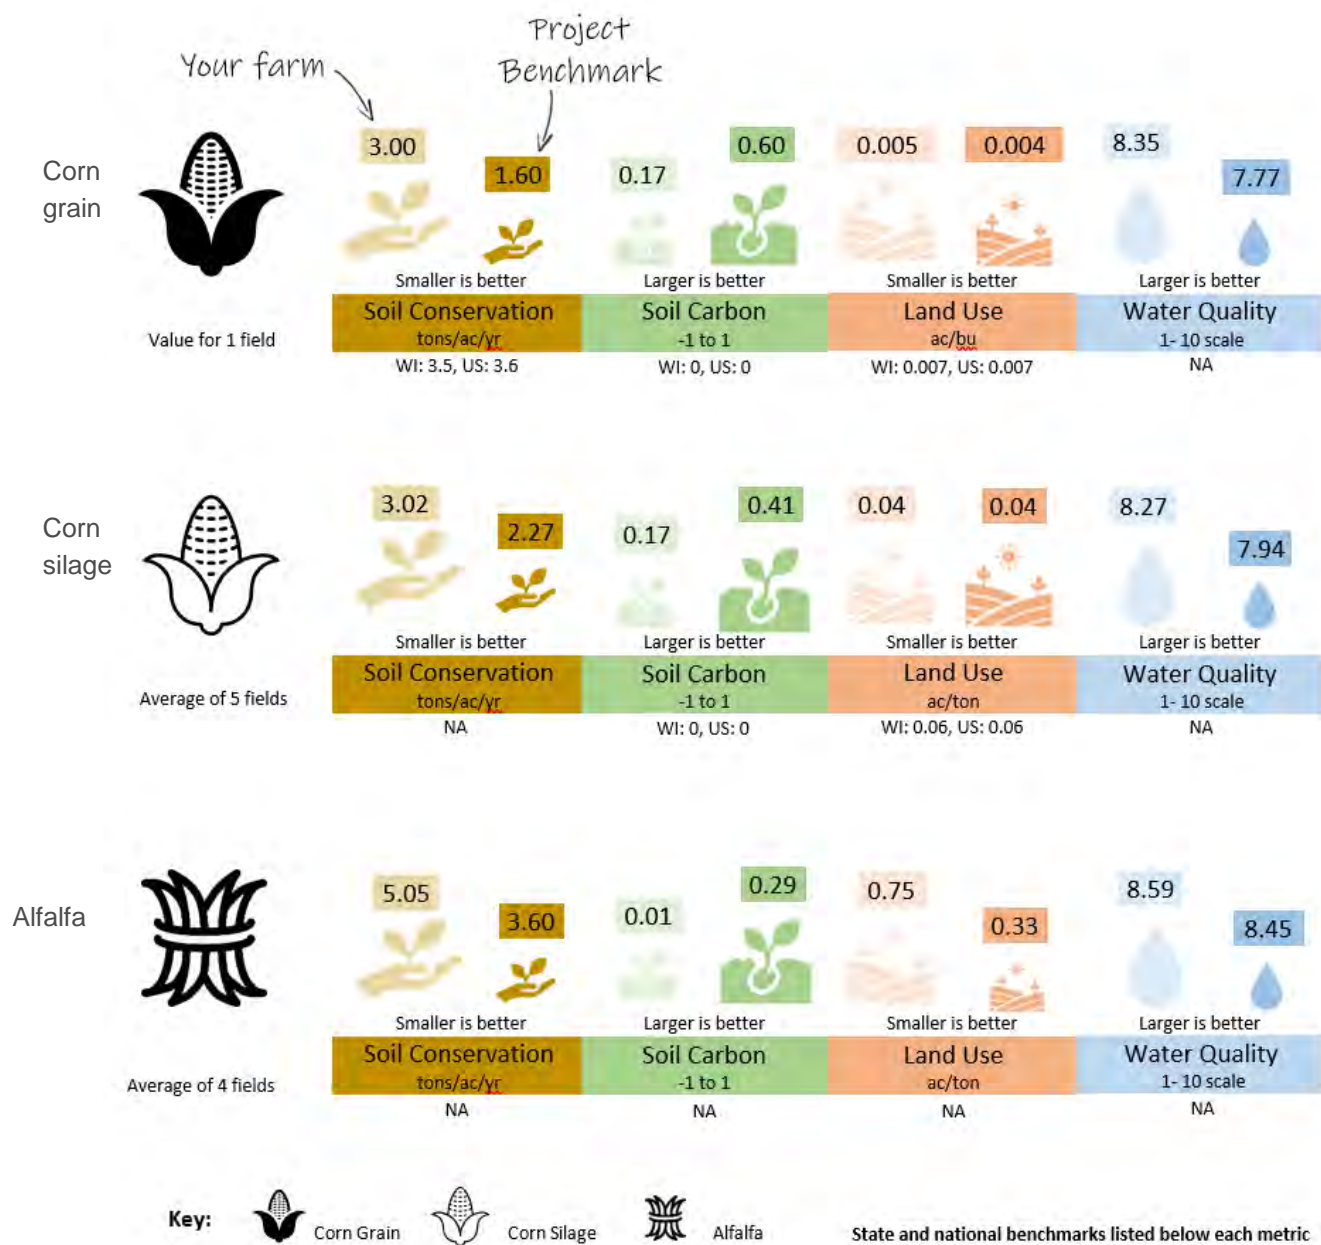 Your farm
Project
Benchmark
Corn
grain
3.00
1.60
0.17
0.60
0.005
0.004
8.35
7.77
Smaller is better
Larger is better
Smaller is better
Larger is better
Value for 1 field
Soil Conservation
tons/ac/yr
Soil Carbon
-1 to 1
Land Use
ac/bu
Water Quality
1- 10 scale
WI: 3.5, US: 3.6
WI: 0, US: 0
WI: 0.007, US: 0.007
NA
Corn
silage
3.02
2.27
0.17
0.41
0.04
0.04
8.27
7.94
Smaller is better
Larger is better
Smaller is better
Larger is better
Average of 5 fields
Soil Conservation
tons/ac/yr
Soil Carbon
-1 to 1
Land Use
ac/ton
Water Quality
1- 10 scale
NA
WI: 0, US: 0
WI: 0.06, US: 0.06
NA
Alfalfa
5.05
3.60
0.01
0.29
0.75
0.33
8.59
8.45
Smaller is better
Larger is better
Smaller is better
Larger is better
Average of 4 fields
Soil Conservation
tons/ac/yr
Soil Carbon
-1 to 1
Land Use
ac/ton
Water Quality
1- 10 scale
NA
NA
NA
NA
Key:
Corn Grain
Corn Silage
Alfalfa
State and national benchmarks listed below each metric